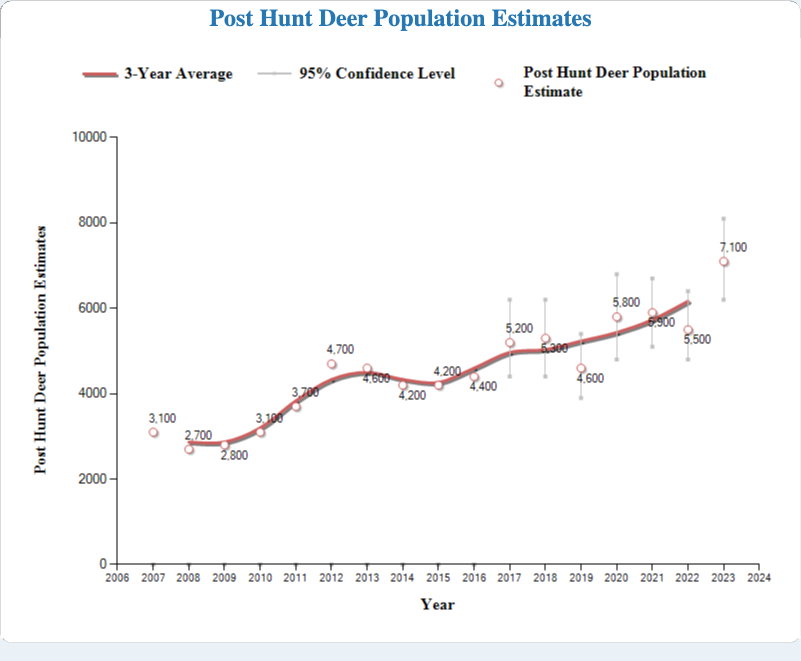 Post Hunt Deer Population Estimates
3-Year Average
95% Confidence Level
Post Hunt Deer Population
Estimate
10000
8000
6000
4000
2000
0
Post Hunt Deer Population Estimates
3,100
2,700
2,800
3,100
3,700
4,700
4,600
4,200
4,200
4,400
5,200
5,300
4,600
5,800
5,900
5,500
7,100
2006 2007 2008 2009 2010 2011 2012 2013 2014 2015 2016 2017 2018 2019 2020 2021 2022 2023 2024
Year